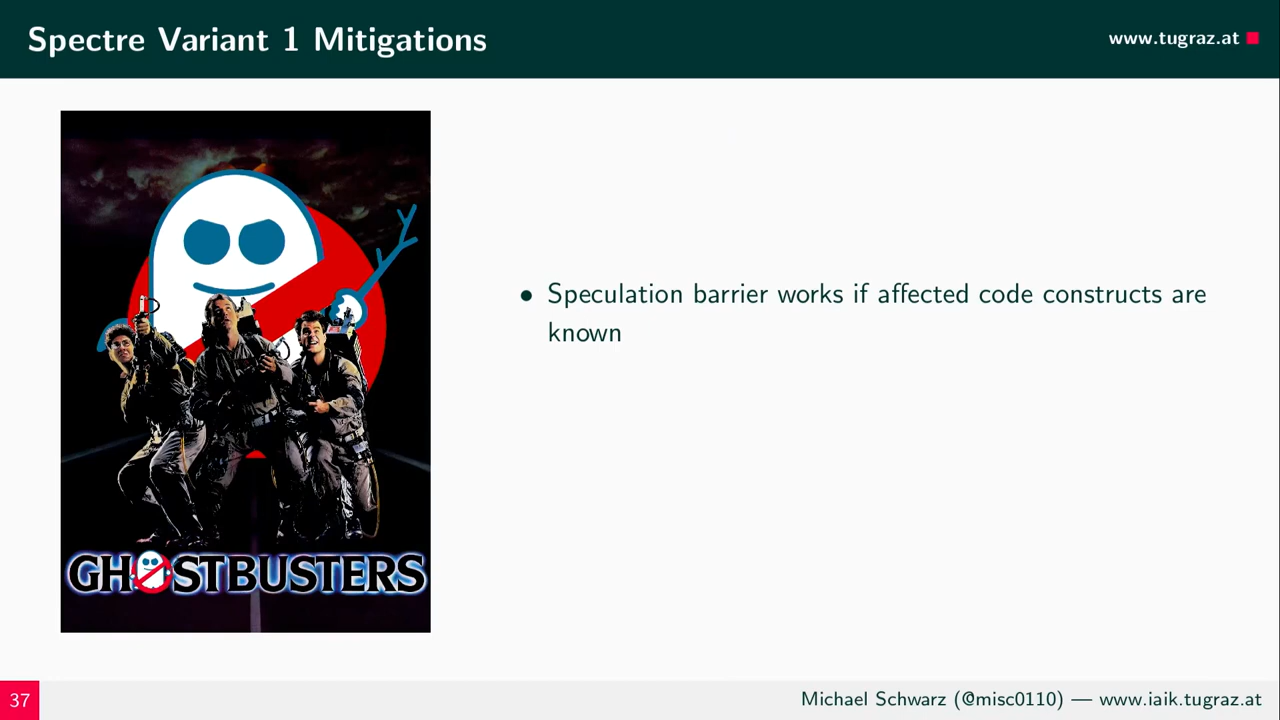 Spectre Variant 1 Mitigations
www.tugraz.at
• Speculation barrier works if affected code constructs are
known
GHOSTBUSTERS
37
Michael Schwarz (@misc0110) — www.iaik.tugraz.at